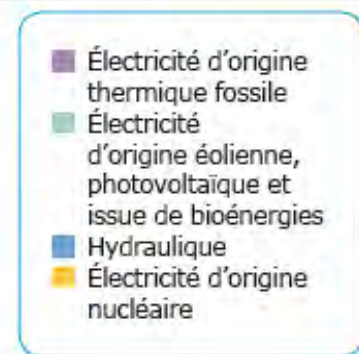 Électricité d'origine
thermique fossile
Électricité
d'origine éolienne,
photovoltaïque et
issue de bioénergies
Hydraulique
Électricité d'origine
nucléaire